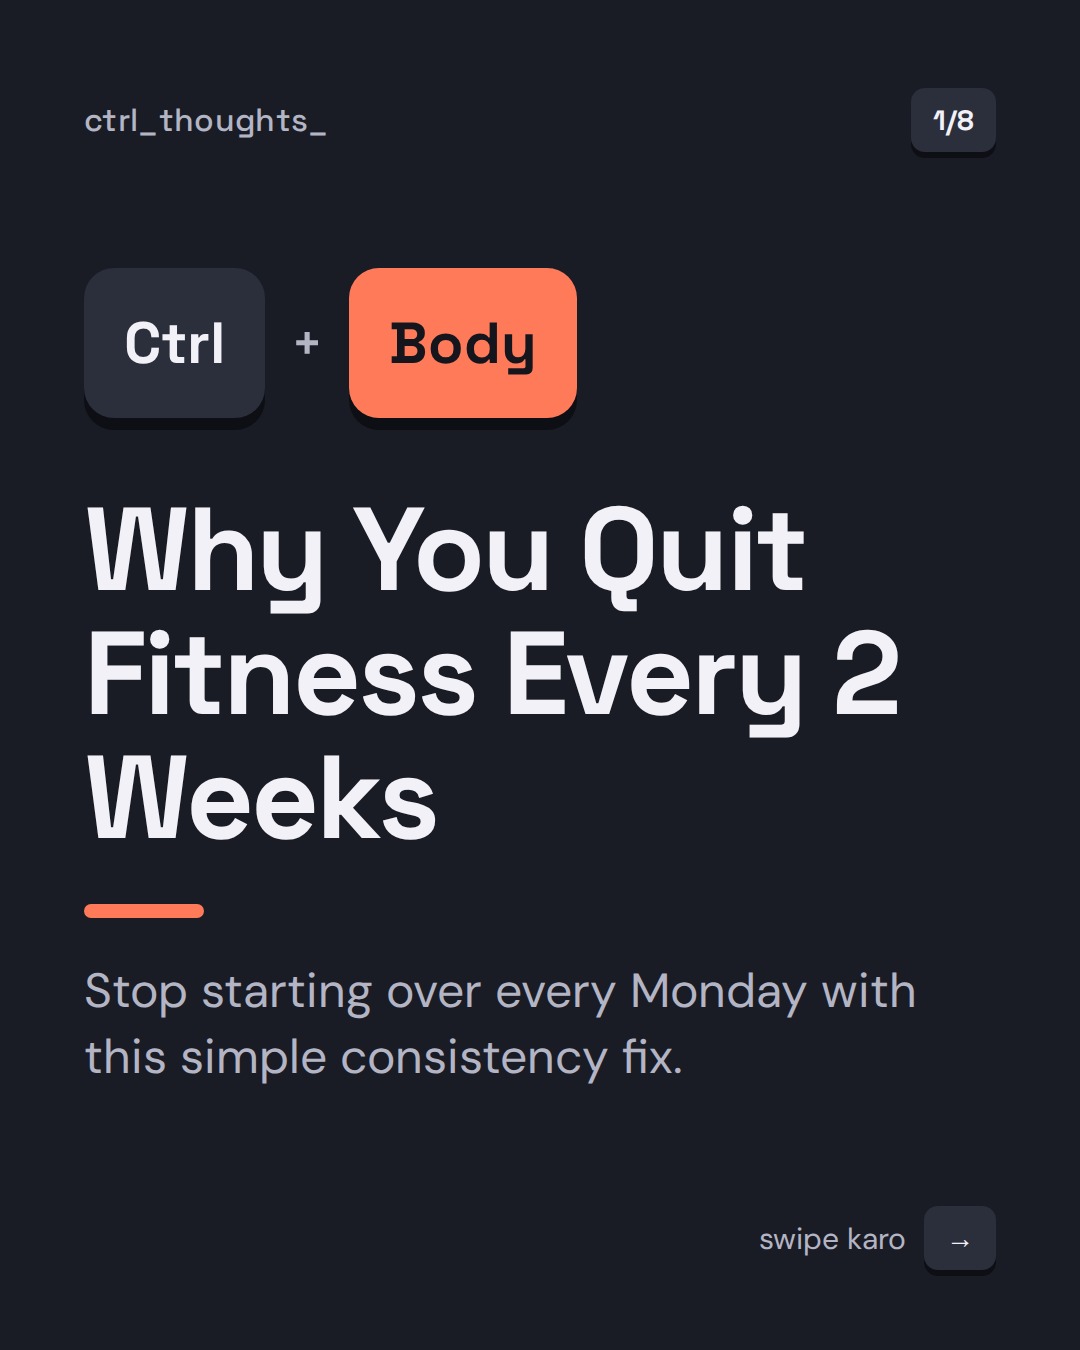 ctrl_thoughts_
1/8
Ctrl + Body
Why You Quit
Fitness Every 2
Weeks
Stop starting over every Monday with
this simple consistency fix.
swipe karo →